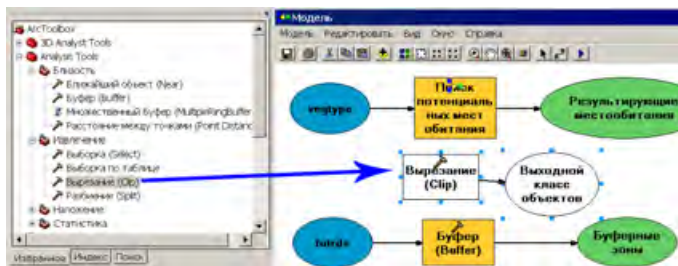 ArcToolbox
3D Analyst Tools
Analysis Tools
Близость
Ближайший объект (Near)
Буфер (Buffer)
Множественный буфер (MultipleRingBuffer
Расстояние между точками (Point Distanc
Извлечение
Выборка (Select)
Выборка по таблице
Вырезание (Clip)
Разбиение (Split)
Наложение
Статистика
Избранное Индекс Поиск
Модель
Модель Редактировать Вид Окно Справка
vegtype
Поиск
потенциаль
ных мест
обитания
Результирующие
местообитания
Вырезание
(Clip)
Выходной
класс
объектов
Буфер
(Buffer)
Буферные
зоны